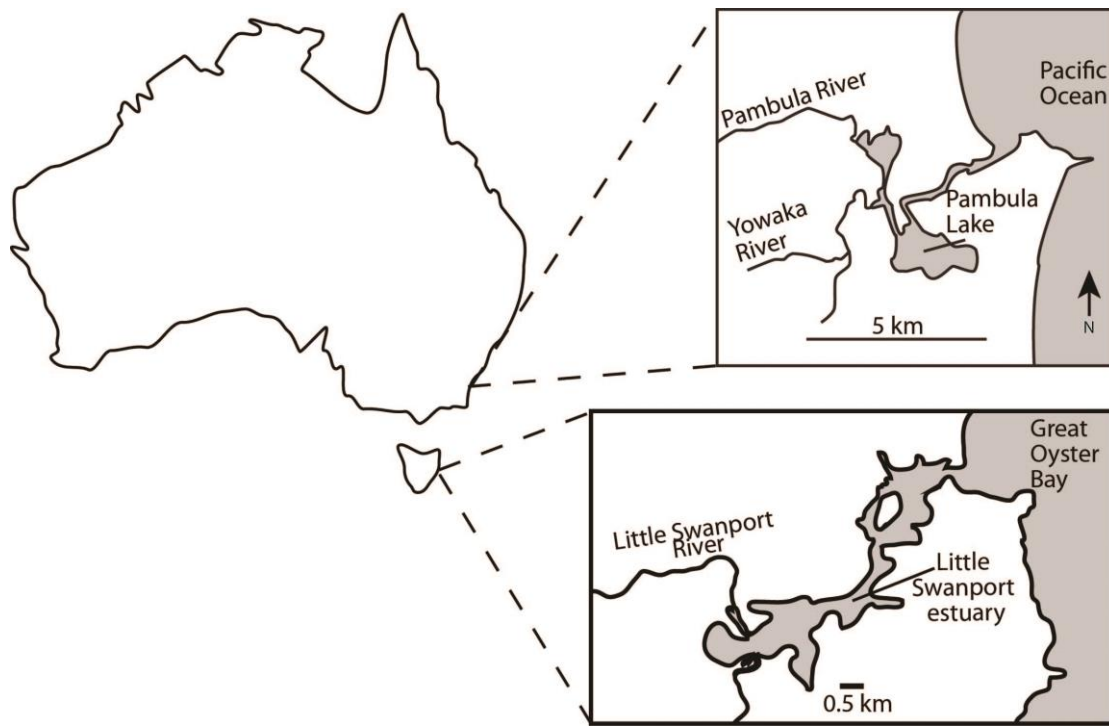 Pacific
Ocean
Pambula River
Pambula
Lake
Yowaka
River
N
5 km
Great
Oyster
Bay
Little Swanport
River
Little
Swanport
estuary
0.5 km